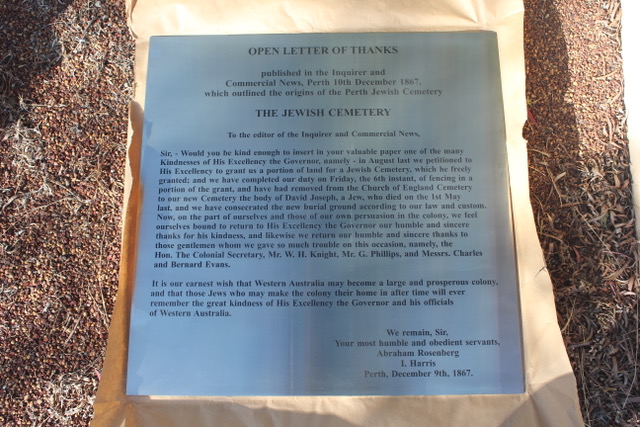 OPEN LETTER OF THANKS
published in the Inquirer and
Commercial News, Perth 10th December 1867,
which outlined the origins of the Perth Jewish Cemetery
THE JEWISH CEMETERY
To the editor of the Inquirer and Commercial News,
Sir, - Would you be kind enough to insert in your valuable paper one of the many
Kindnesses of His Excellency the Governor, namely - in August last we petitioned to
His Excellency to grant us a portion of land for a Jewish Cemetery, which he freely
granted; and we have completed our duty on Friday, the 6th instant, of fencing in a
portion of the grant, and have had removed from the Church of England Cemetery
to our new Cemetery the body of David Joseph, a Jew, who died on the 1st May
last, and we have consecrated the new burial ground according to our law and custom.
Now, on the part of ourselves and those of our own persuasion in the colony, we feel
ourselves bound to return to His Excellency the Governor our humble and sincere
thanks for his kindness, and likewise we return our humble and sincere thanks to
those gentlemen whom we gave so much trouble on this occasion, namely, the
Hon. The Colonial Secretary, Mr. W. H. Knight, Mr. G. Phillips, and Messrs. Charles
and Bernard Evans.
It is our earnest wish that Western Australia may become a large and prosperous colony,
and that those Jews who may make the colony their home in after time will ever
remember the great kindness of His Excellency the Governor and his officials
of Western Australia.
We remain, Sir,
Your most humble and obedient servants,
Abraham Rosenberg
I. Harris
Perth, December 9th, 1867.